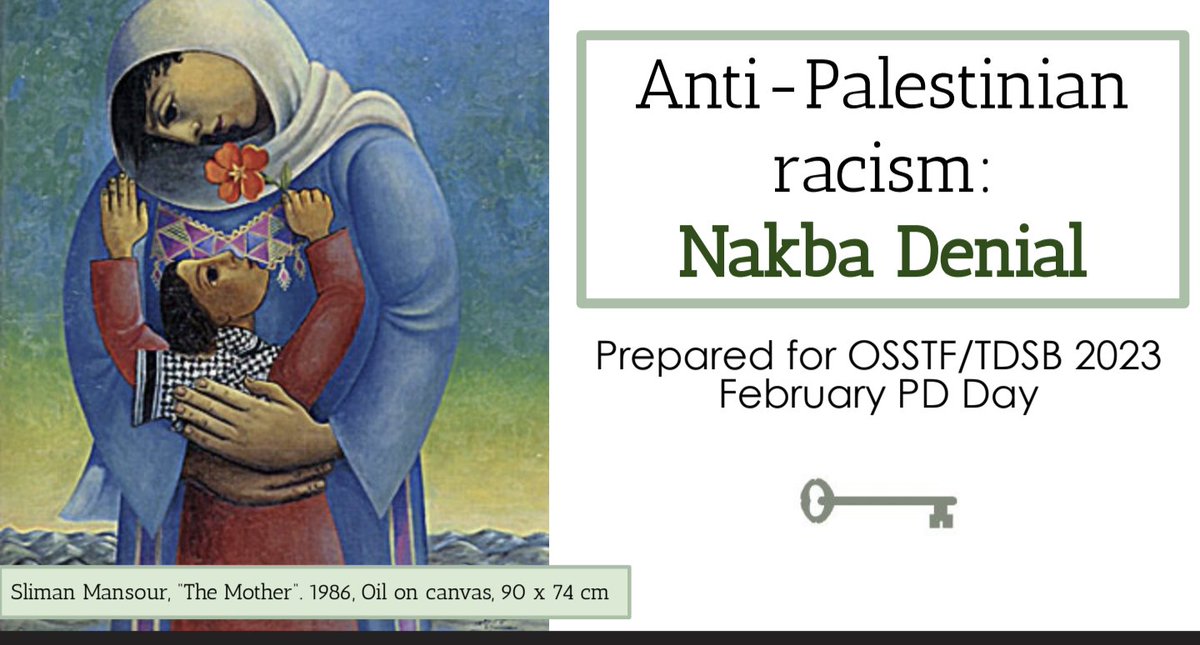 Anti-Palestinian
racism:
Nakba Denial
Prepared for OSSTF/TDSB 2023
February PD Day
Sliman Mansour, "The Mother". 1986, Oil on canvas, 90 x 74 cm